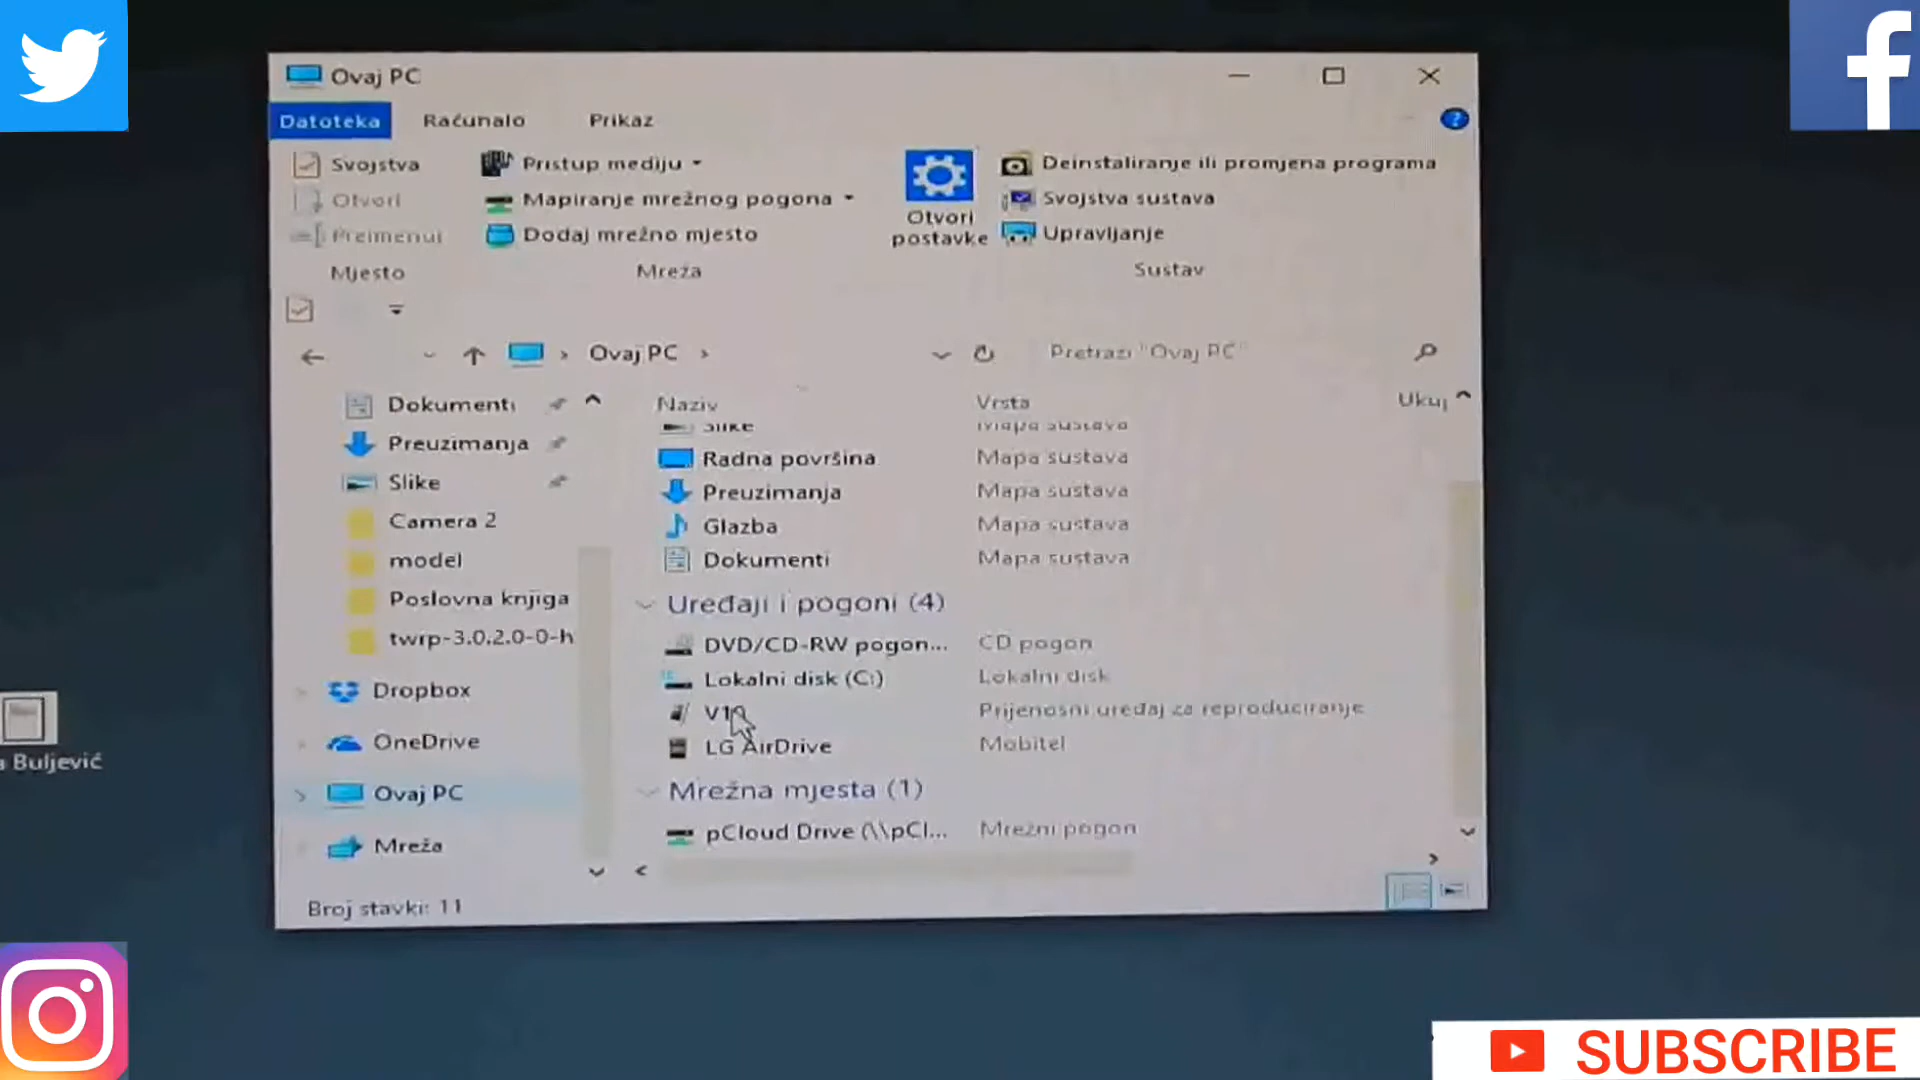 Ovaj PC
Datoteka Računalo Prikaz
Svojstva
Otvori
Preimenuj
Mjesto
Pristup mediju
Mapiranje mrežnog pogona
Dodaj mrežno mjesto
Mreža
Otvori
postavke
Deinstaliranje ili promjena programa
Svojstva sustava
Upravljanje
Sustav
Ovaj PC
Pretraži "Ovaj PC"
Dokumenti
Preuzimanja
Slike
Camera 2
model
Poslovna knjiga
twrp-3.0.2.0-0-h
Dropbox
OneDrive
Ovaj PC
Mreža
Naziv Vrsta Ukuj
Slike Mapa sustava
Radna površina Mapa sustava
Preuzimanja Mapa sustava
Glazba Mapa sustava
Dokumenti Mapa sustava
Uređaji i pogoni (4)
DVD/CD-RW pogon... CD pogon
Lokalni disk (C:) Lokalni disk
V10 Prijenosni uređaj za reproduciranje
LG AirDrive Mobitel
Mrežna mjesta (1)
pCloud Drive (\\pCl... Mrežni pogon
Broj stavki: 11
a Buljević
SUBSCRIBE